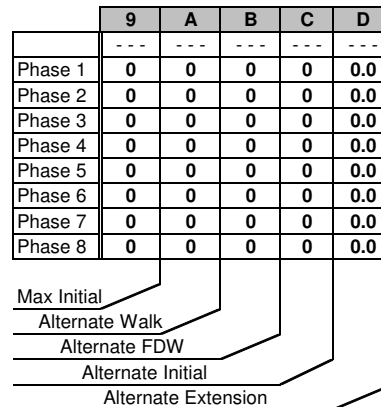 9 A B C D
- - - - - - - - - - - - - - -
Phase 1 0 0 0 0 0.0
Phase 2 0 0 0 0 0.0
Phase 3 0 0 0 0 0.0
Phase 4 0 0 0 0 0.0
Phase 5 0 0 0 0 0.0
Phase 6 0 0 0 0 0.0
Phase 7 0 0 0 0 0.0
Phase 8 0 0 0 0 0.0
Max Initial
Alternate Walk
Alternate FDW
Alternate Initial
Alternate Extension